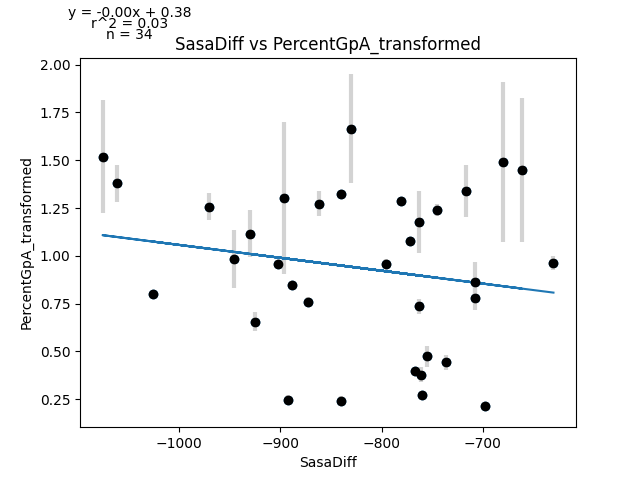 y = -0.00x + 0.38
r^2 = 0.03
n = 34
SasaDiff vs PercentGpA_transformed
2.00
1.75
1.50
1.25
1.00
0.75
0.50
0.25
PercentGpA_transformed
−1000
−900
−800
−700
SasaDiff